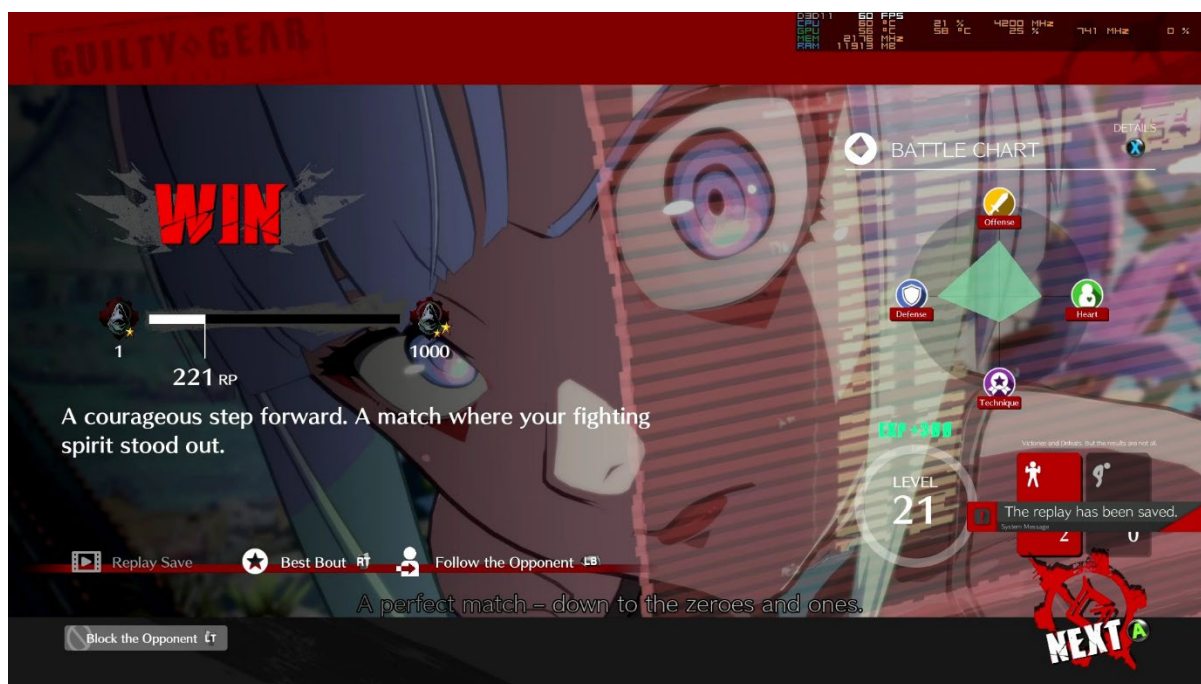 GUILTY GEAR
D3D11 60 FPS
CPU 60 °C 21 % 4200 MHz
GPU 56 °C 58 °C 25 % 741 MHz 0 %
MEM 2176 MHz
RAM 11913 MB
DETAILS
X
BATTLE CHART
WIN
Offense
Defense
Heart
Technique
1
1000
221 RP
A courageous step forward. A match where your fighting
spirit stood out.
EXP +300
Victories and Defeats. But the results are not all.
LEVEL
21
The replay has been saved.
System Message
2
0
Replay Save
Best Bout RT
Follow the Opponent LB
A perfect match – down to the zeroes and ones.
Block the Opponent LT
NEXT A